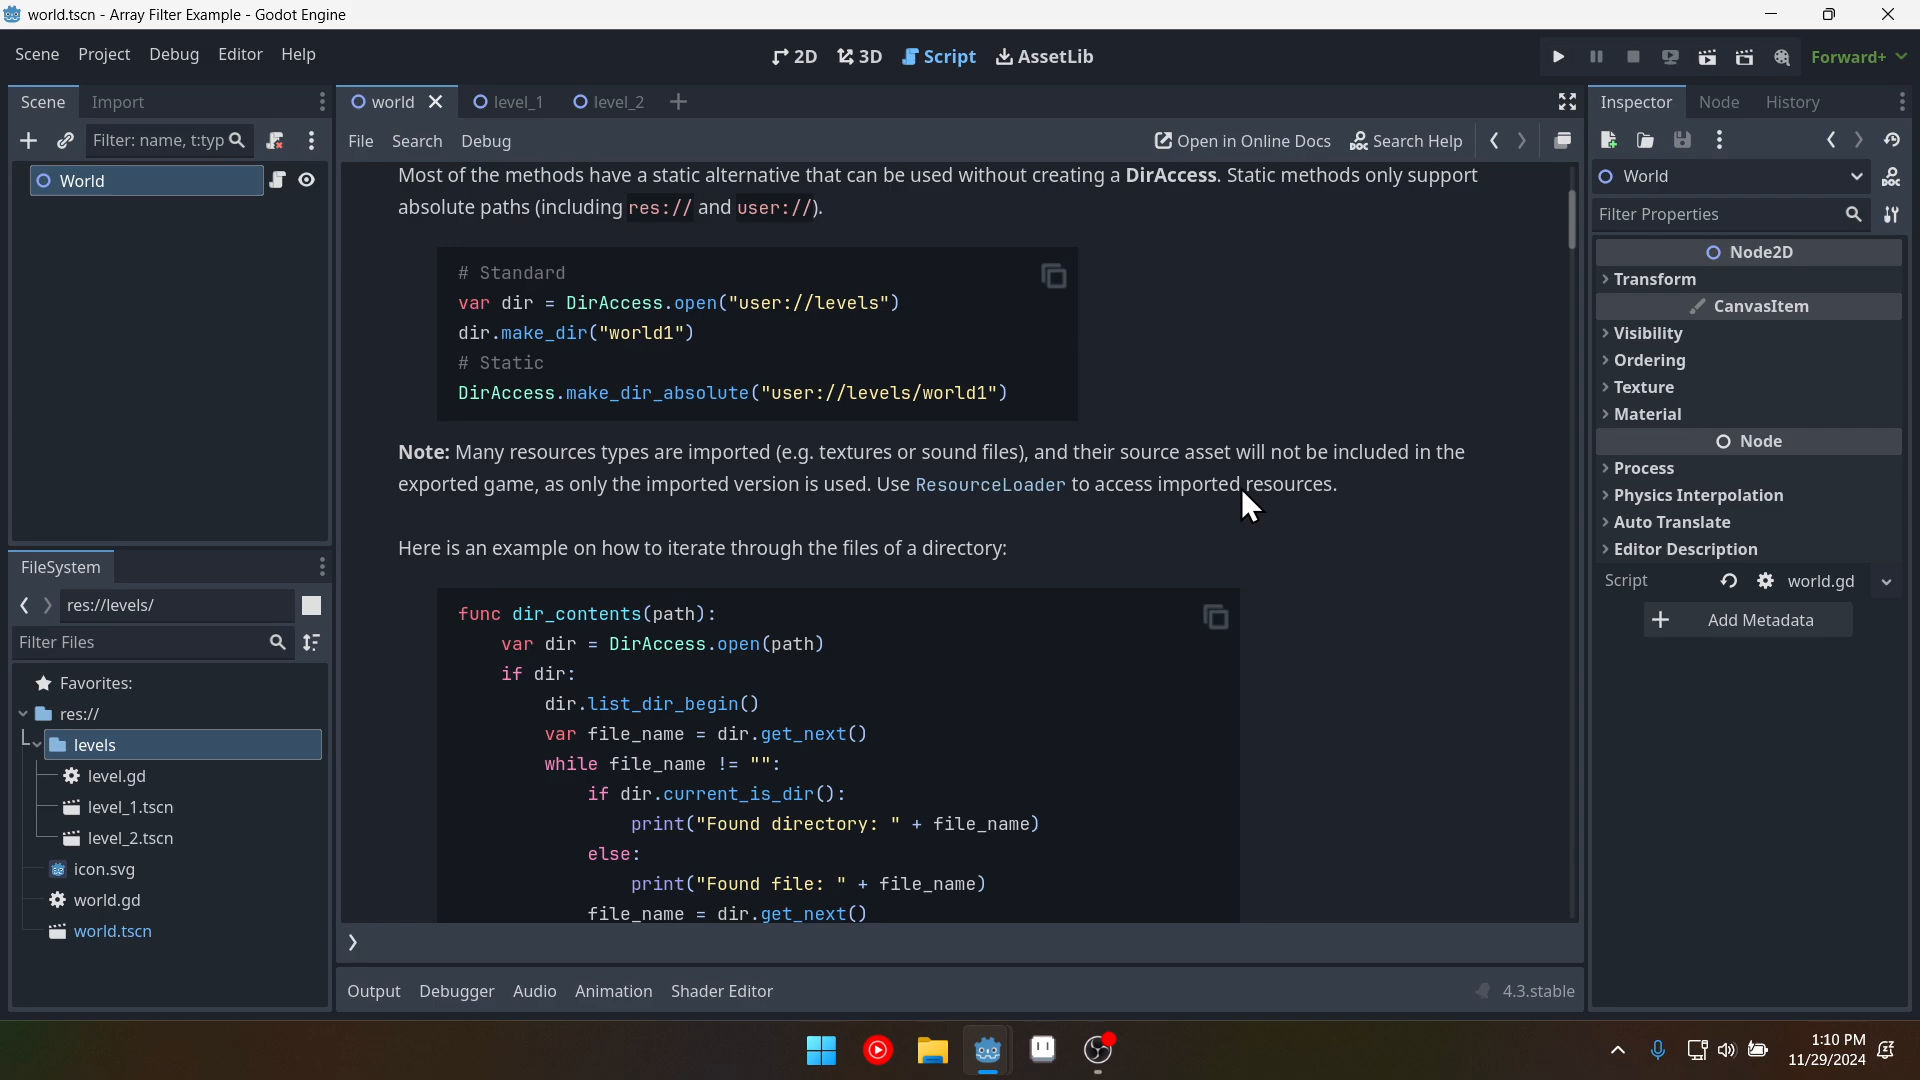 world.tscn - Array Filter Example - Godot Engine
Scene Project Debug Editor Help
2D 3D Script AssetLib
Forward+
Scene Import
world level_1 level_2
Inspector Node History
Filter: name, t:typ
File Search Debug
Open in Online Docs Search Help
World
World
Filter Properties
Most of the methods have a static alternative that can be used without creating a DirAccess. Static methods only support
absolute paths (including res:// and user://).
# Standard
var dir = DirAccess.open("user://levels")
dir.make_dir("world1")
# Static
DirAccess.make_dir_absolute("user://levels/world1")
Note: Many resources types are imported (e.g. textures or sound files), and their source asset will not be included in the
exported game, as only the imported version is used. Use ResourceLoader to access imported resources.
Here is an example on how to iterate through the files of a directory:
func dir_contents(path):
var dir = DirAccess.open(path)
if dir:
dir.list_dir_begin()
var file_name = dir.get_next()
while file_name != "":
if dir.current_is_dir():
print("Found directory: " + file_name)
else:
print("Found file: " + file_name)
file_name = dir.get_next()
Node2D
Transform
CanvasItem
Visibility
Ordering
Texture
Material
Node
Process
Physics Interpolation
Auto Translate
Editor Description
Script world.gd
Add Metadata
FileSystem
res://levels/
Filter Files
Favorites:
res://
levels
level.gd
level_1.tscn
level_2.tscn
icon.svg
world.gd
world.tscn
Output Debugger Audio Animation Shader Editor
4.3.stable
1:10 PM
11/29/2024